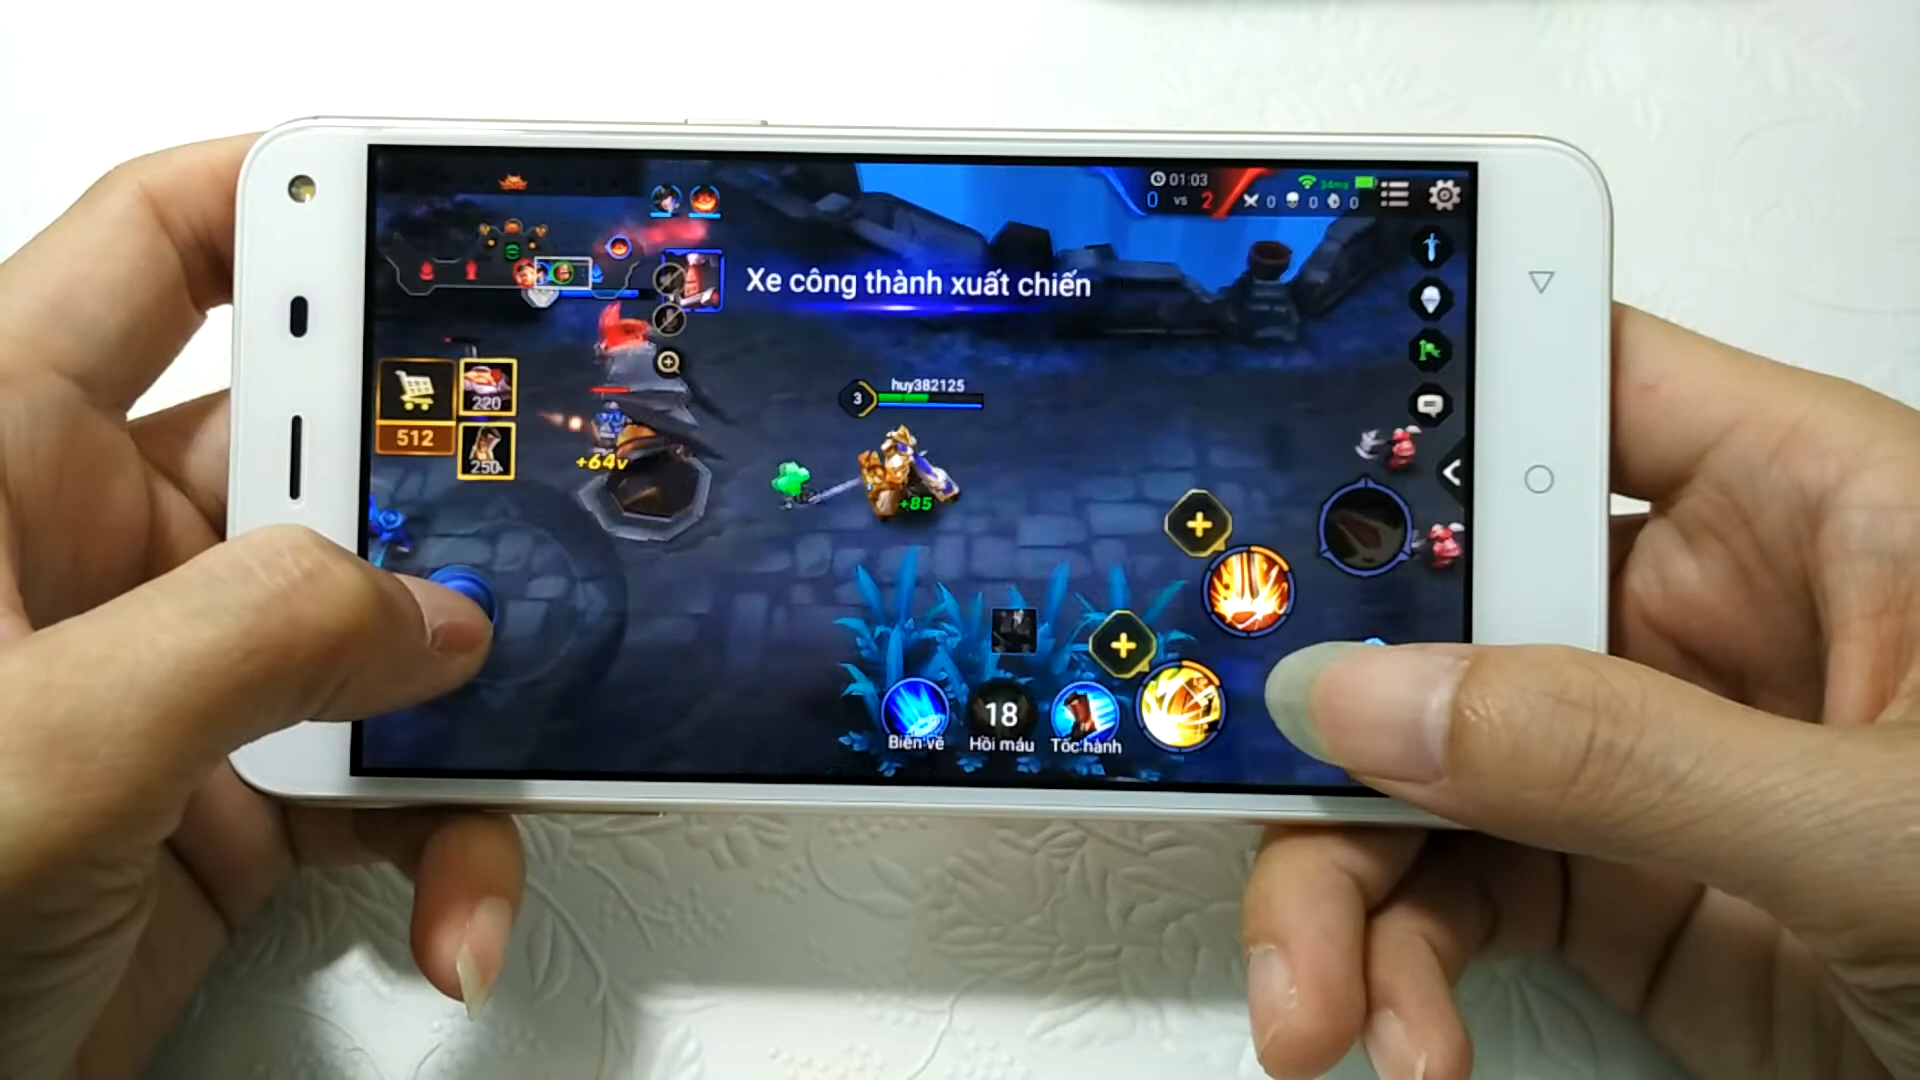 01:03
34ms
0 vs 2
0 0 0
Xe công thành xuất chiến
220
512
250
3
huy382125
+64
+85
18
Biến về Hồi máu Tốc hành